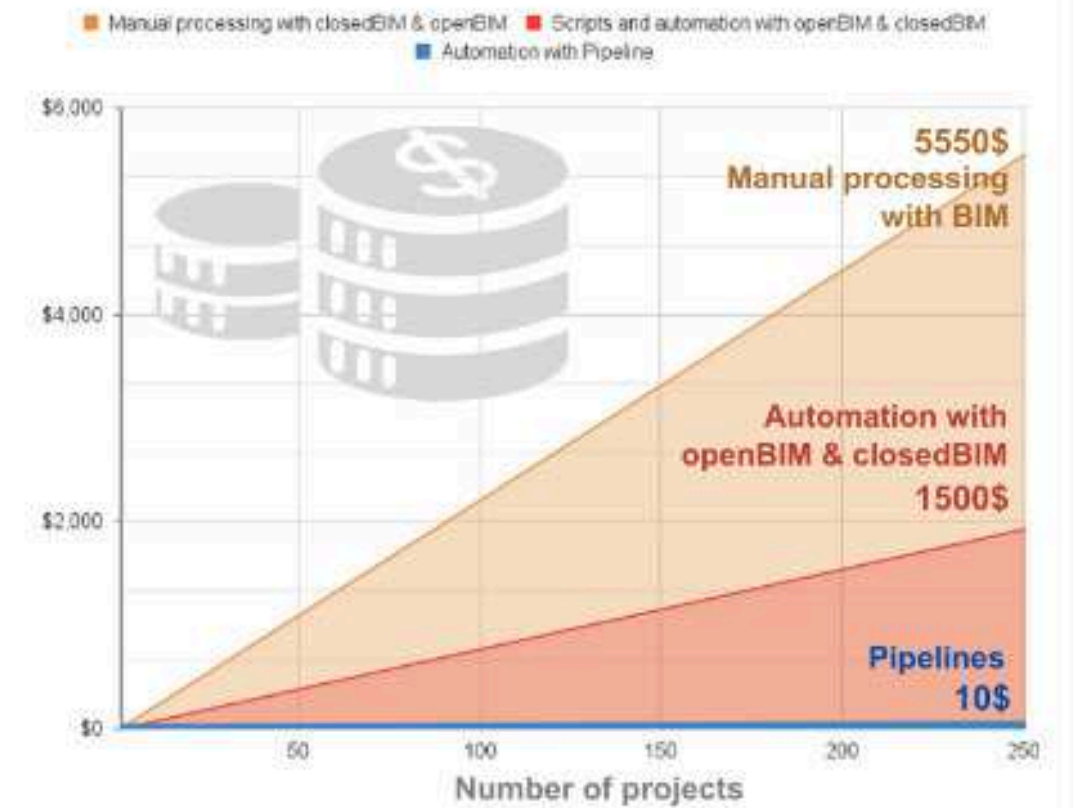 Manual processing with closedBIM & openBIM Scripts and automation with openBIM & closedBIM
Automation with Pipeline
$6,000
5550$
Manual processing
with BIM
$4,000
Automation with
openBIM & closedBIM
1500$
$2,000
Pipelines
10$
$0
50 100 150 200 250
Number of projects